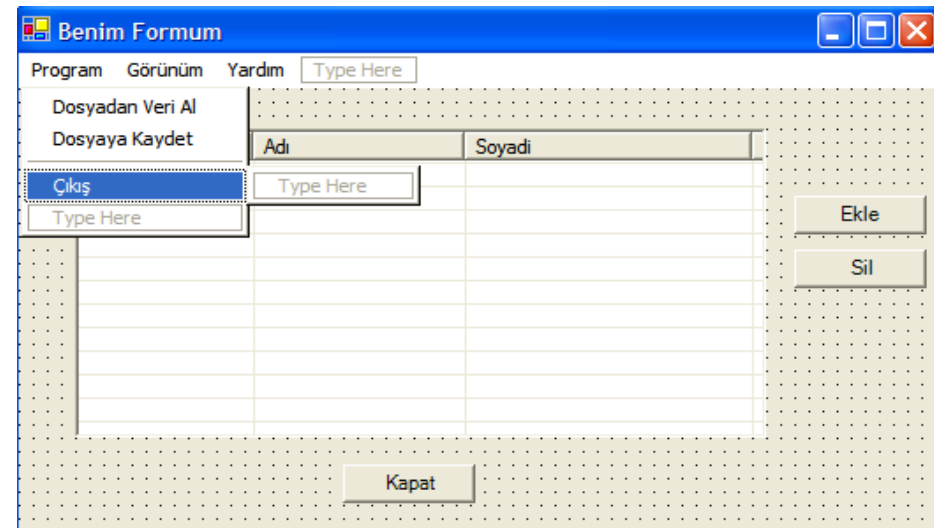 Benim Formum
Program Görünüm Yardım Type Here
Dosyadan Veri Al
Dosyaya Kaydet
Adı Soyadi
Çıkış Type Here
Type Here
Ekle
Sil
Kapat